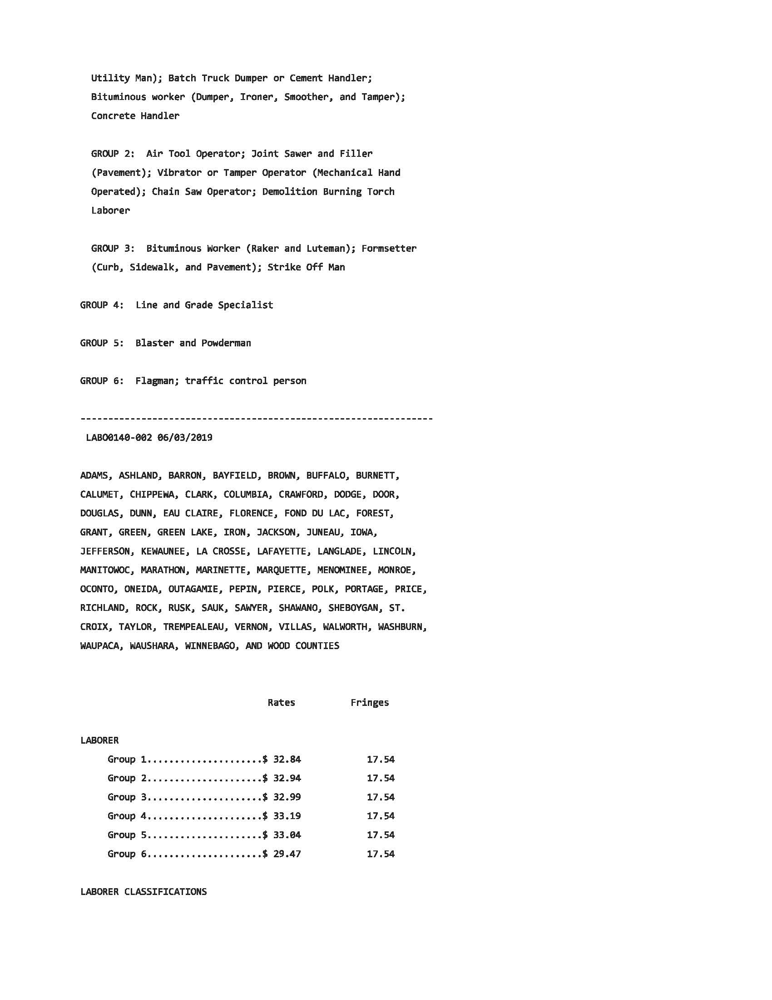 Utility Man); Batch Truck Dumper or Cement Handler;
Bituminous worker (Dumper, Ironer, Smoother, and Tamper);
Concrete Handler
GROUP 2:  Air Tool Operator; Joint Sawer and Filler
(Pavement); Vibrator or Tamper Operator (Mechanical Hand
Operated); Chain Saw Operator; Demolition Burning Torch
Laborer
GROUP 3:  Bituminous Worker (Raker and Luteman); Formsetter
(Curb, Sidewalk, and Pavement); Strike Off Man
GROUP 4:  Line and Grade Specialist
GROUP 5:  Blaster and Powderman
GROUP 6:  Flagman; traffic control person
----------------------------------------------------------------
LABO0140-002 06/03/2019
ADAMS, ASHLAND, BARRON, BAYFIELD, BROWN, BUFFALO, BURNETT,
CALUMET, CHIPPEWA, CLARK, COLUMBIA, CRAWFORD, DODGE, DOOR,
DOUGLAS, DUNN, EAU CLAIRE, FLORENCE, FOND DU LAC, FOREST,
GRANT, GREEN, GREEN LAKE, IRON, JACKSON, JUNEAU, IOWA,
JEFFERSON, KEWAUNEE, LA CROSSE, LAFAYETTE, LANGLADE, LINCOLN,
MANITOWOC, MARATHON, MARINETTE, MARQUETTE, MENOMINEE, MONROE,
OCONTO, ONEIDA, OUTAGAMIE, PEPIN, PIERCE, POLK, PORTAGE, PRICE,
RICHLAND, ROCK, RUSK, SAUK, SAWYER, SHAWANO, SHEBOYGAN, ST.
CROIX, TAYLOR, TREMPEALEAU, VERNON, VILLAS, WALWORTH, WASHBURN,
WAUPACA, WAUSHARA, WINNEBAGO, AND WOOD COUNTIES
Rates          Fringes
LABORER
Group 1.....................$ 32.84            17.54
Group 2.....................$ 32.94            17.54
Group 3.....................$ 32.99            17.54
Group 4.....................$ 33.19            17.54
Group 5.....................$ 33.04            17.54
Group 6.....................$ 29.47            17.54
LABORER CLASSIFICATIONS